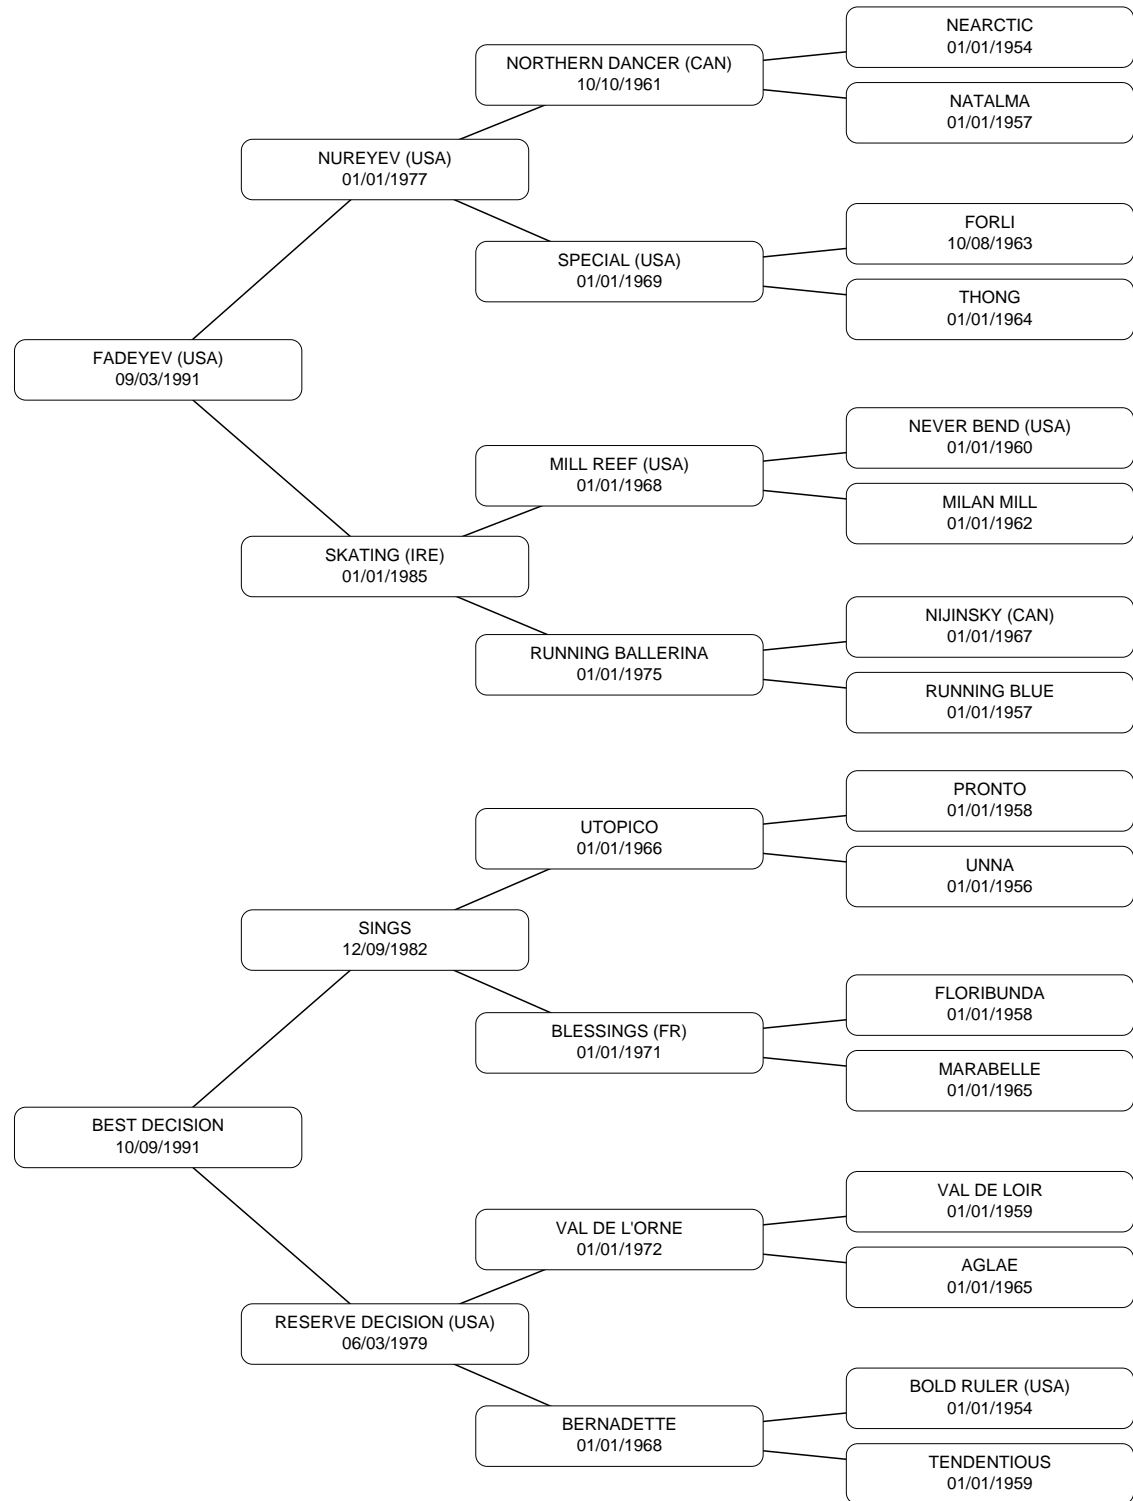 NEARCTIC
01/01/1954
NORTHERN DANCER (CAN)
10/10/1961
NATALMA
01/01/1957
NUREYEV (USA)
01/01/1977
FORLI
10/08/1963
SPECIAL (USA)
01/01/1969
THONG
01/01/1964
FADEYEV (USA)
09/03/1991
NEVER BEND (USA)
01/01/1960
MILL REEF (USA)
01/01/1968
MILAN MILL
01/01/1962
SKATING (IRE)
01/01/1985
NIJINSKY (CAN)
01/01/1967
RUNNING BALLERINA
01/01/1975
RUNNING BLUE
01/01/1957
PRONTO
01/01/1958
UTOPICO
01/01/1966
UNNA
01/01/1956
SINGS
12/09/1982
FLORIBUNDA
01/01/1958
BLESSINGS (FR)
01/01/1971
MARABELLE
01/01/1965
BEST DECISION
10/09/1991
VAL DE LOIR
01/01/1959
VAL DE L'ORNE
01/01/1972
AGLAE
01/01/1965
RESERVE DECISION (USA)
06/03/1979
BOLD RULER (USA)
01/01/1954
BERNADETTE
01/01/1968
TENDENTIOUS
01/01/1959